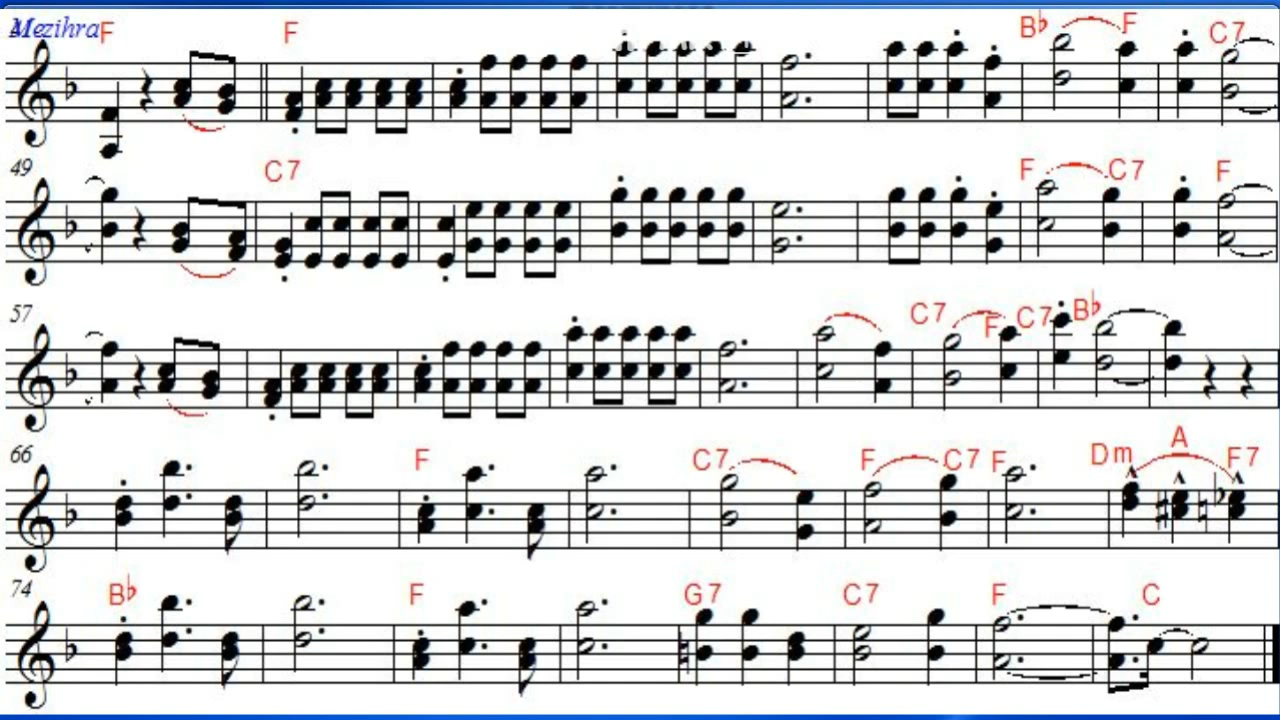 Mezihra
F F B♭ F C7
49
C7 F C7 F
57
C7 F C7 B♭
66
F C7 F C7 F Dm A F7
74
B♭ F G7 C7 F C